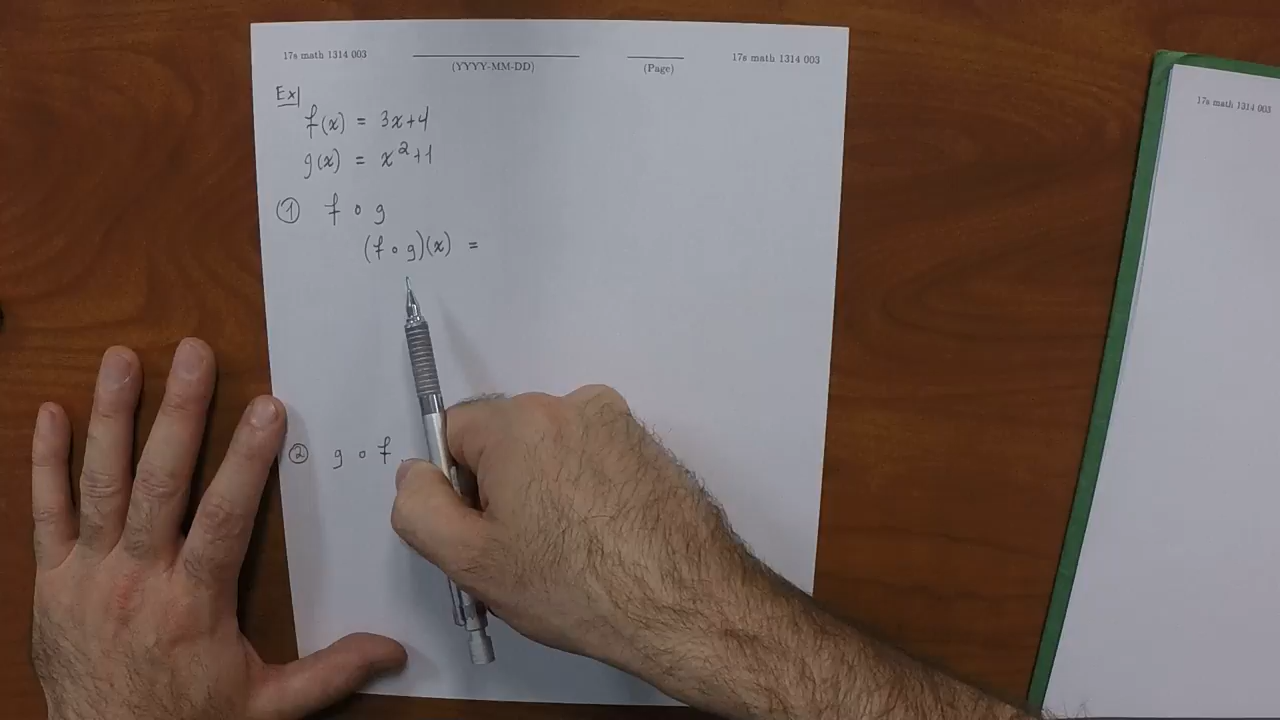 17s math 1314 003 (YYYY-MM-DD) (Page) 17s math 1314 003
Ex|
f(x) = 3x+4
g(x) = x²+1
① f ∘ g
(f ∘ g)(x) =
② g ∘ f
17s math 1314 003